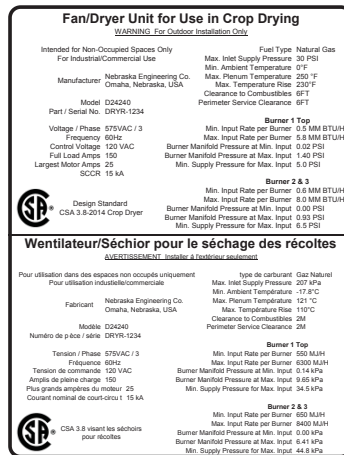 Fan/Dryer Unit for Use in Crop Drying
WARNING For Outdoor Installation Only
Intended for Non-Occupied Spaces Only
For Industrial/Commercial Use
Manufacturer Nebraska Engineering Co.
Omaha, Nebraska, USA
Model D24240
Part / Serial No. DRYR-1234
Voltage / Phase 575VAC / 3
Frequency 60Hz
Control Voltage 120 VAC
Full Load Amps 150
Largest Motor Amps 25
SCCR 15 kA
Fuel Type Natural Gas
Max. Inlet Supply Pressure 30 PSI
Min. Ambient Temperature 0°F
Max. Plenum Temperature 250 °F
Max. Temperature Rise 230°F
Clearance to Combustibles 6FT
Perimeter Service Clearance 6FT
Burner 1 Top
Min. Input Rate per Burner 0.5 MM BTU/H
Max. Input Rate per Burner 5.8 MM BTU/H
Burner Manifold Pressure at Min. Input 0.02 PSI
Burner Manifold Pressure at Max. Input 1.40 PSI
Min. Supply Pressure for Max. Input 5.0 PSI
Burner 2 & 3
Min. Input Rate per Burner 0.6 MM BTU/H
Max. Input Rate per Burner 8.0 MM BTU/H
Burner Manifold Pressure at Min. Input 0.00 PSI
Burner Manifold Pressure at Max. Input 0.93 PSI
Min. Supply Pressure for Max. Input 6.5 PSI
SA ®
Design Standard
CSA 3.8-2014 Crop Dryer
Ventilateur/Séchior pour le séchage des récoltes
AVERTISSEMENT Installer à l'extérieur seulement
Pour utilisation dans des espaces non occupés uniquement
Pour utilisation industielle/commerciale
Fabricant Nebraska Engineering Co.
Omaha, Nebraska, USA
Modèle D24240
Numéro de p èce / série DRYR-1234
Tension / Phase 575VAC / 3
Fréquence 60Hz
Tension de commande 120 VAC
Amplis de pleine charge 150
Plus grands ampères du moteur 25
Courant nominal de court-circu t 15 kA
type de carburant Gaz Naturel
Max. Inlet Supply Pressure 207 kPa
Min. Ambient Température -17.8°C
Max. Plenum Température 121 °C
Max. Température Rise 110°C
Clearance to Combustibles 2M
Perimeter Service Clearance 2M
Burner 1 Top
Min. Input Rate per Burner 550 MJ/H
Max. Input Rate per Burner 6300 MJ/H
Burner Manifold Pressure at Min. Input 0.14 kPa
Burner Manifold Pressure at Max. Input 9.65 kPa
Min. Supply Pressure for Max. Input 34.5 kPa
Burner 2 & 3
Min. Input Rate per Burner 650 MJ/H
Max. Input Rate per Burner 8400 MJ/H
Burner Manifold Pressure at Min. Input 0.00 kPa
Burner Manifold Pressure at Max. Input 6.41 kPa
Min. Supply Pressure for Max. Input 44.8 kPa
SA ®
CSA 3.8 visant les séchoirs
pour récoltes